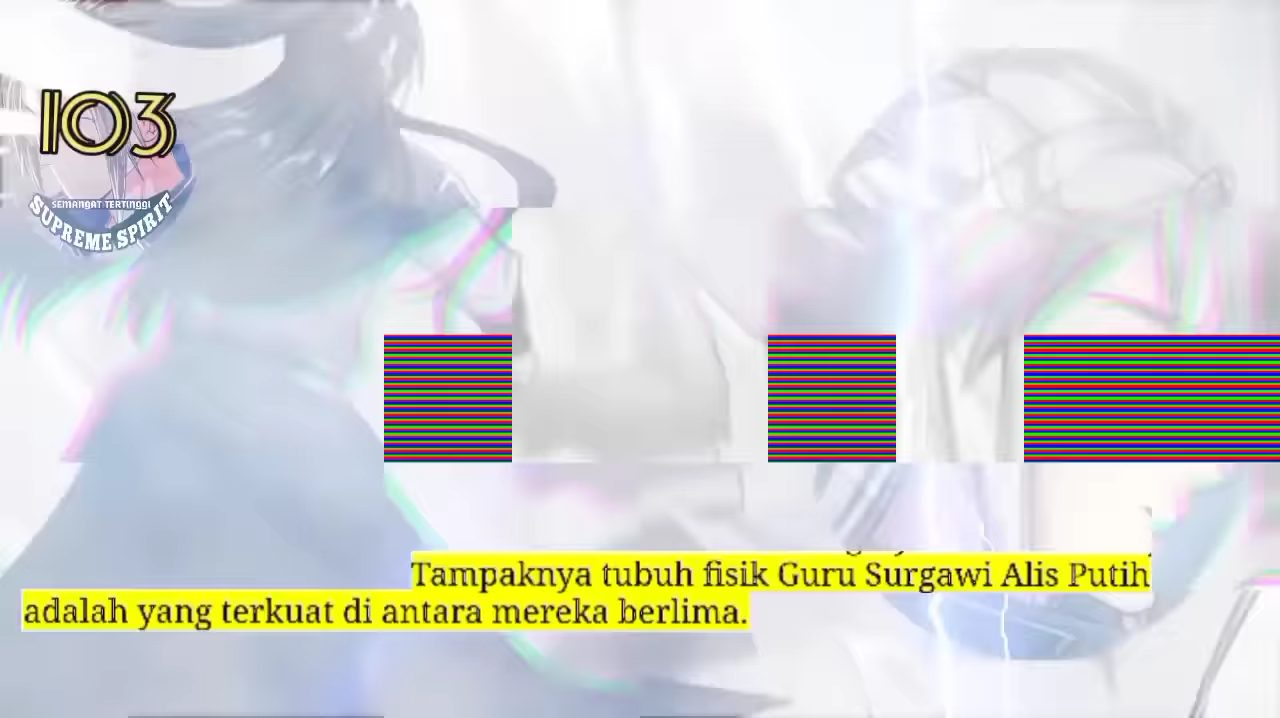 103
SEMANGAT TERTINGGI
SUPREME SPIRIT
Tampaknya tubuh fisik Guru Surgawi Alis Putih
adalah yang terkuat di antara mereka berlima.